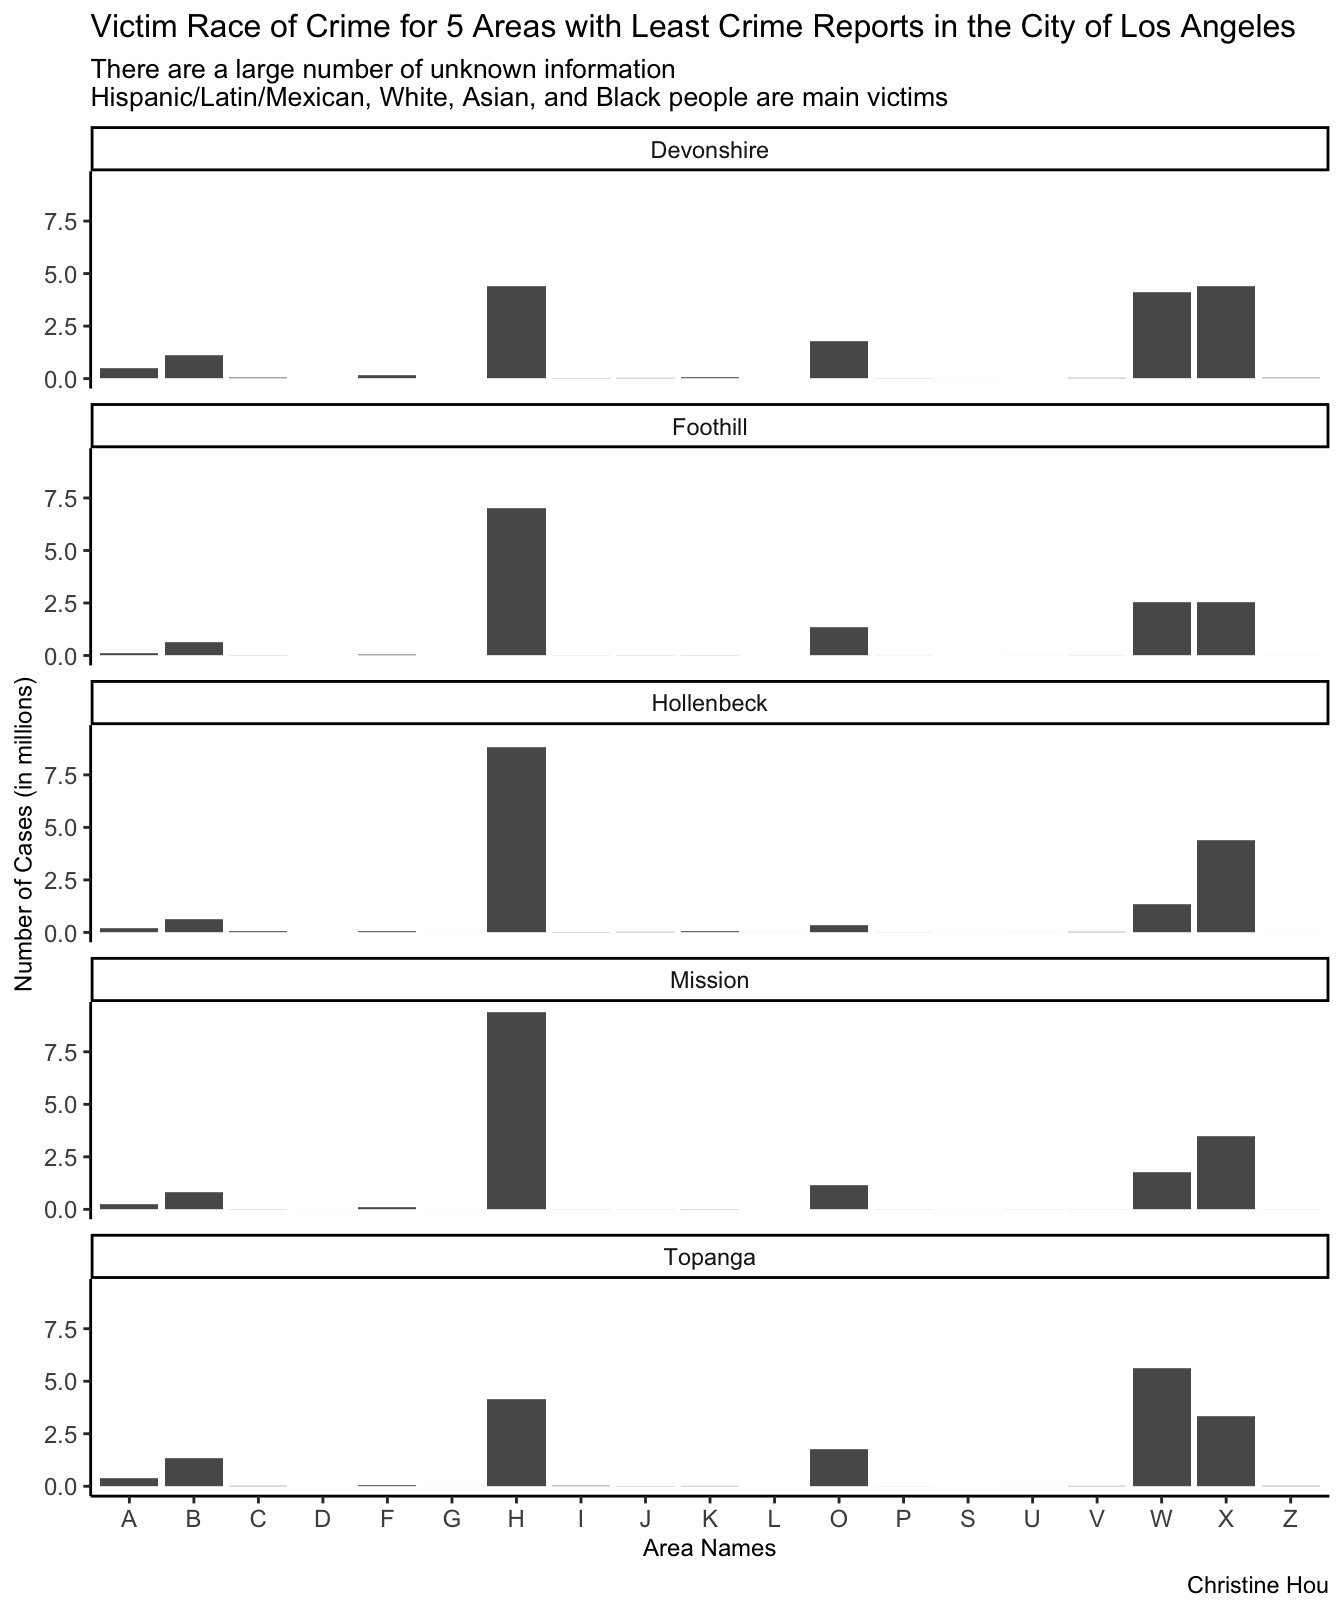 Victim Race of Crime for 5 Areas with Least Crime Reports in the City of Los Angeles
There are a large number of unknown information
Hispanic/Latin/Mexican, White, Asian, and Black people are main victims
Devonshire
7.5
5.0
2.5
0.0
Foothill
7.5
5.0
2.5
0.0
Hollenbeck
7.5
5.0
2.5
0.0
Mission
7.5
5.0
2.5
0.0
Topanga
7.5
5.0
2.5
0.0
Number of Cases (in millions)
A B C D F G H I J K L O P S U V W X Z
Area Names
Christine Hou